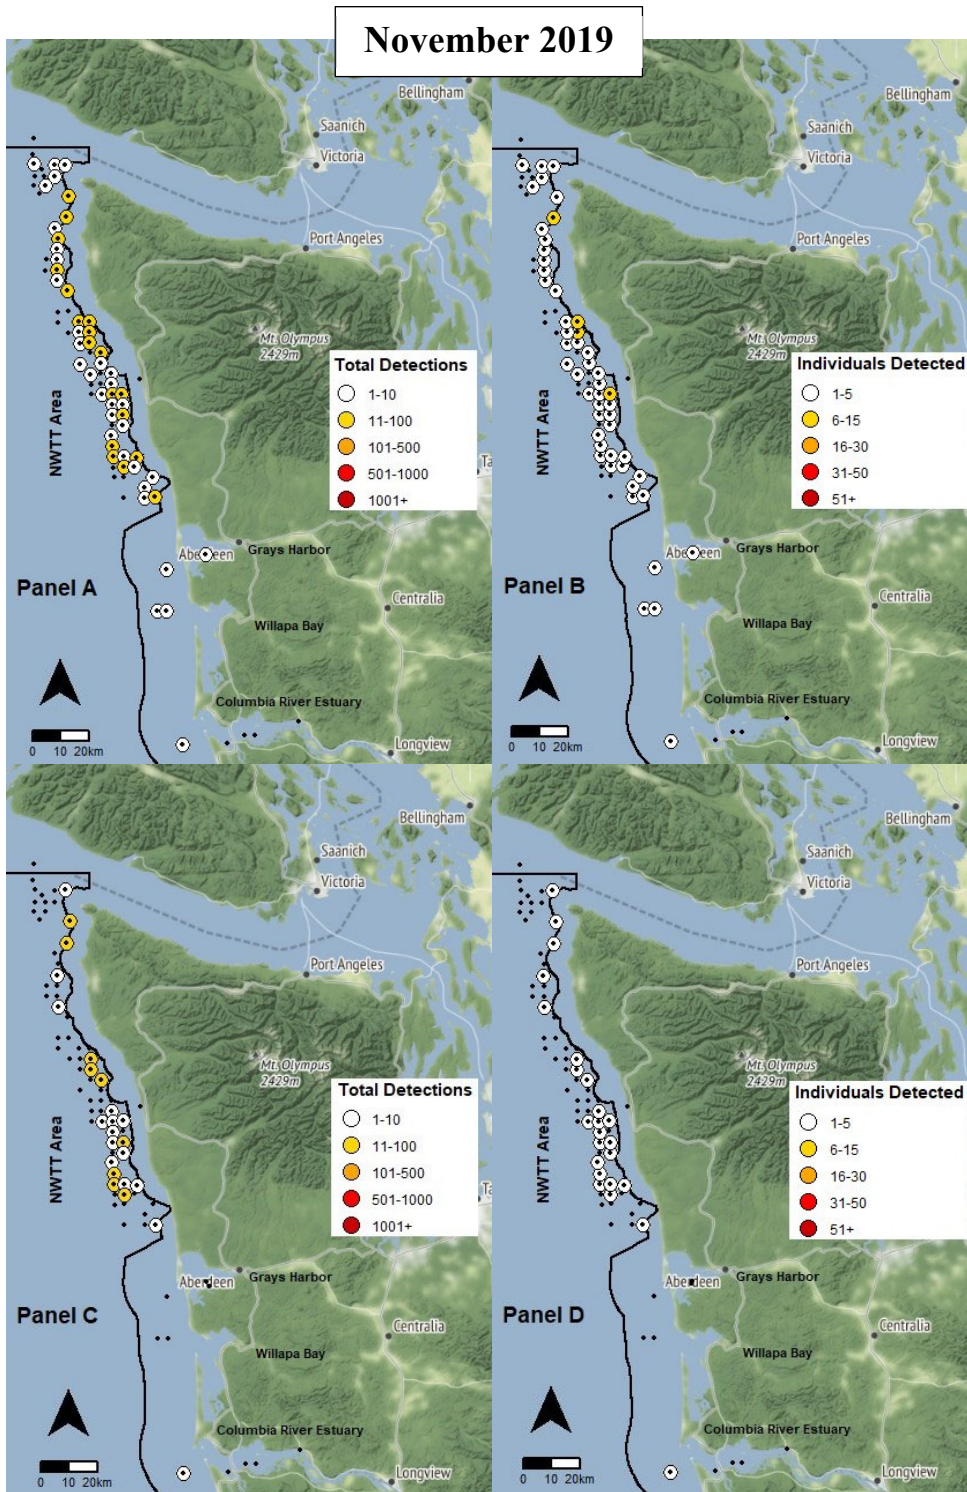 November 2019
Bellingham
Saanich
Victoria
Port Angeles
Mt. Olympus
2429m
NWTT Area
Total Detections
1-10
11-100
101-500
501-1000
1001+
Ta
Aberdeen
Grays Harbor
Panel A
Centralia
Willapa Bay
Columbia River Estuary
Longview
0 10 20km
Bellingham
Saanich
Victoria
Port Angeles
Mt. Olympus
2429m
NWTT Area
Individuals Detected
1-5
6-15
16-30
31-50
51+
Aberdeen
Grays Harbor
Panel B
Centralia
Willapa Bay
Columbia River Estuary
Longview
0 10 20km
Bellingham
Saanich
Victoria
Port Angeles
Mt. Olympus
2429m
NWTT Area
Total Detections
1-10
11-100
101-500
501-1000
1001+
Ta
Aberdeen
Grays Harbor
Panel C
Centralia
Willapa Bay
Columbia River Estuary
Longview
0 10 20km
Bellingham
Saanich
Victoria
Port Angeles
Mt. Olympus
2429m
NWTT Area
Individuals Detected
1-5
6-15
16-30
31-50
51+
Aberdeen
Grays Harbor
Panel D
Centralia
Willapa Bay
Columbia River Estuary
Longview
0 10 20km